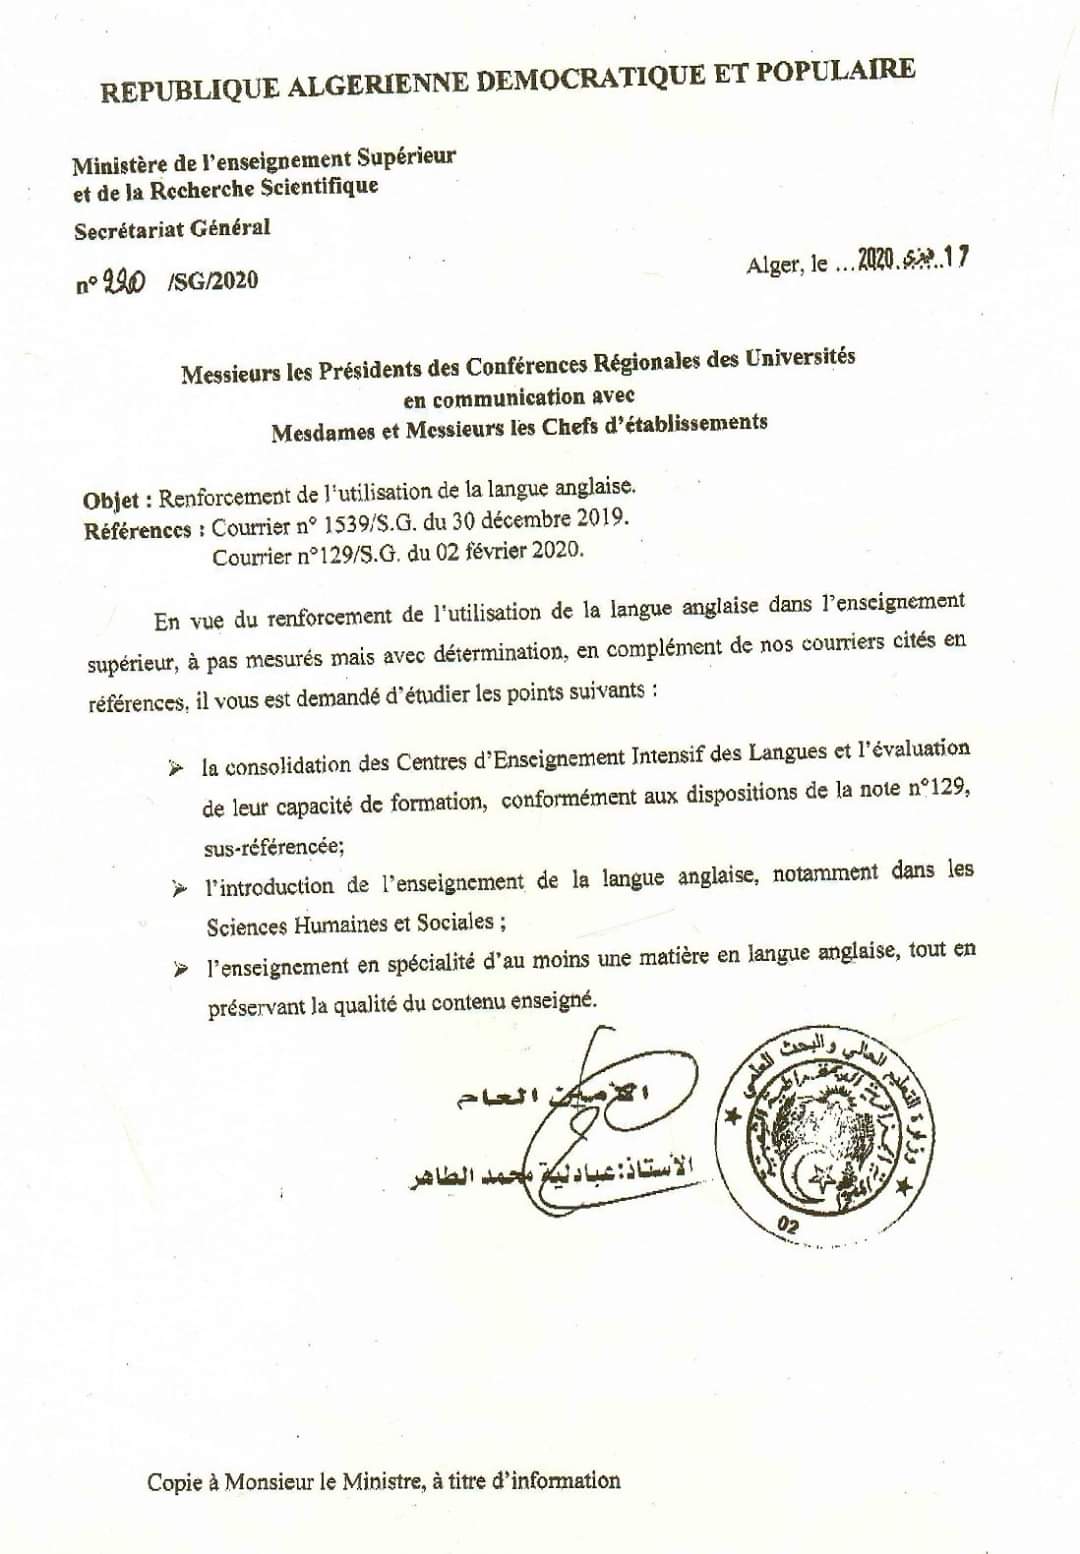 REPUBLIQUE ALGERIENNE DEMOCRATIQUE ET POPULAIRE
Ministère de l'enseignement Supérieur
et de la Recherche Scientifique
Secrétariat Général
n° 220 /SG/2020
Alger, le ...2020. ..17
Messieurs les Présidents des Conférences Régionales des Universités
en communication avec
Mesdames et Messieurs les Chefs d'établissements
Objet : Renforcement de l'utilisation de la langue anglaise.
Références : Courrier n° 1539/S.G. du 30 décembre 2019.
Courrier n°129/S.G. du 02 février 2020.
En vue du renforcement de l'utilisation de la langue anglaise dans l'enseignement
supérieur, à pas mesurés mais avec détermination, en complément de nos courriers cités en
références, il vous est demandé d'étudier les points suivants :
➢ la consolidation des Centres d'Enseignement Intensif des Langues et l'évaluation
de leur capacité de formation, conformément aux dispositions de la note n°129,
sus-référencée;
➢ l'introduction de l'enseignement de la langue anglaise, notamment dans les
Sciences Humaines et Sociales ;
➢ l'enseignement en spécialité d'au moins une matière en langue anglaise, tout en
préservant la qualité du contenu enseigné.
الأمين العام
الأستاذ: عبادلية محمد الطاهر
وزارة التعليم العالي والبحث العلمي
الجمهورية الجزائرية الديمقراطية الشعبية
02
Copie à Monsieur le Ministre, à titre d'information